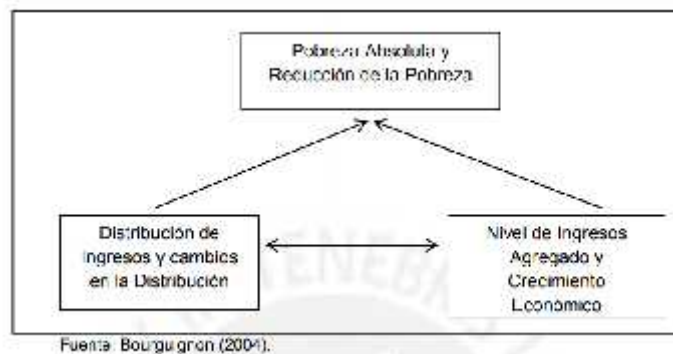 Pobreza Absoluta y
Reducción de la Pobreza
Distribución de
Ingresos y cambios
en la Distribución
Nivel de Ingresos
Agregado y
Crecimiento
Económico
Fuente: Bourguignon (2004).
TENEB